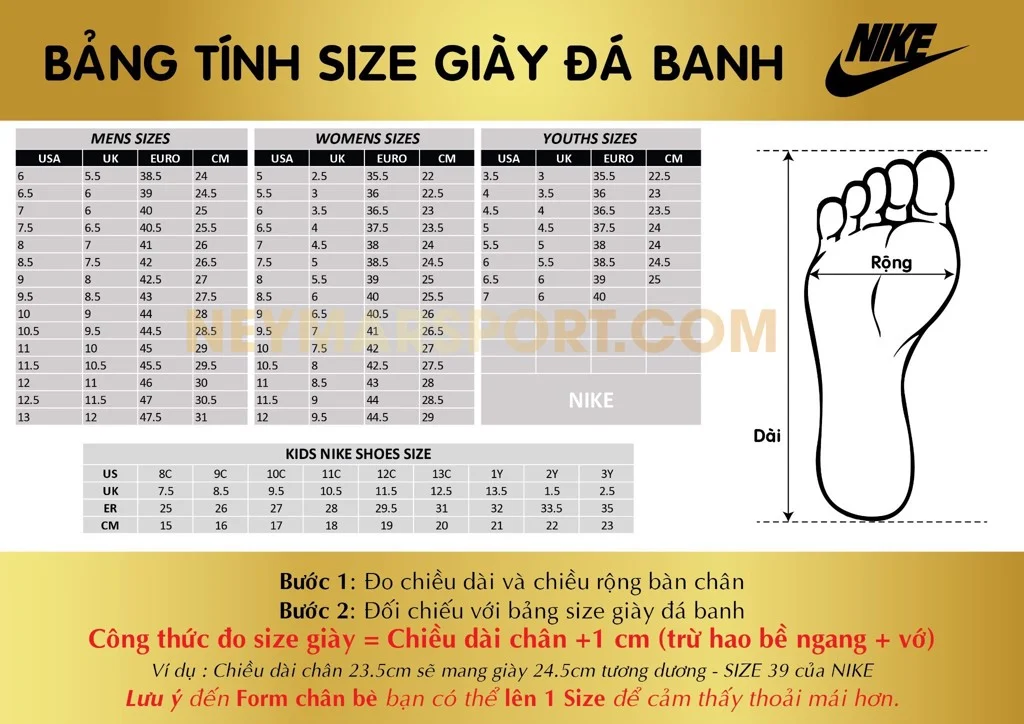 BẢNG TÍNH SIZE GIÀY ĐÁ BANH
NIKE
MENS SIZES
USA UK EURO CM
6 5.5 38.5 24
6.5 6 39 24.5
7 6 40 25
7.5 6.5 40.5 25.5
8 7 41 26
8.5 7.5 42 26.5
9 8 42.5 27
9.5 8.5 43 27.5
10 9 44 28
10.5 9.5 44.5 28.5
11 10 45 29
11.5 10.5 45.5 29.5
12 11 46 30
12.5 11.5 47 30.5
13 12 47.5 31
WOMENS SIZES
USA UK EURO CM
5 2.5 35.5 22
5.5 3 36 22.5
6 3.5 36.5 23
6.5 4 37.5 23.5
7 4.5 38 24
7.5 5 38.5 24.5
8 5.5 39 25
8.5 6 40 25.5
9 6.5 40.5 26
9.5 7 41 26.5
10 7.5 42 27
10.5 8 42.5 27.5
11 8.5 43 28
11.5 9 44 28.5
12 9.5 44.5 29
YOUTHS SIZES
USA UK EURO CM
3.5 3 35.5 22.5
4 3.5 36 23
4.5 4 36.5 23.5
5 4.5 37.5 24
5.5 5 38 24
6 5.5 38.5 24.5
6.5 6 39 25
7 6 40
NIKE
NEYMARSPORT.COM
Rộng
Dài
KIDS NIKE SHOES SIZE
US 8C 9C 10C 11C 12C 13C 1Y 2Y 3Y
UK 7.5 8.5 9.5 10.5 11.5 12.5 13.5 1.5 2.5
ER 25 26 27 28 29.5 31 32 33.5 35
CM 15 16 17 18 19 20 21 22 23
Bước 1: Đo chiều dài và chiều rộng bàn chân
Bước 2: Đối chiếu với bảng size giày đá banh
Công thức đo size giày = Chiều dài chân +1 cm (trừ hao bề ngang + vớ)
Ví dụ : Chiều dài chân 23.5cm sẽ mang giày 24.5cm tương dương - SIZE 39 của NIKE
Lưu ý đến Form chân bè bạn có thể lên 1 Size để cảm thấy thoải mái hơn.